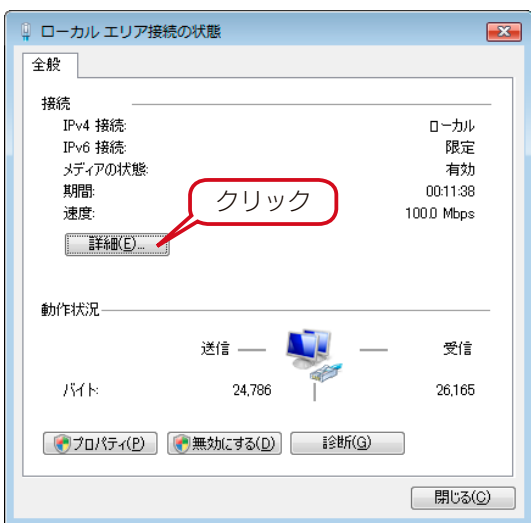 ローカル エリア接続の状態
全般
接続
IPv4 接続: ローカル
IPv6 接続: 限定
メディアの状態: 有効
期間: 00:11:38
速度: 100.0 Mbps
クリック
詳細(E)...
動作状況
送信 受信
バイト: 24,786 26,165
プロパティ(P) 無効にする(D) 診断(G)
閉じる(C)